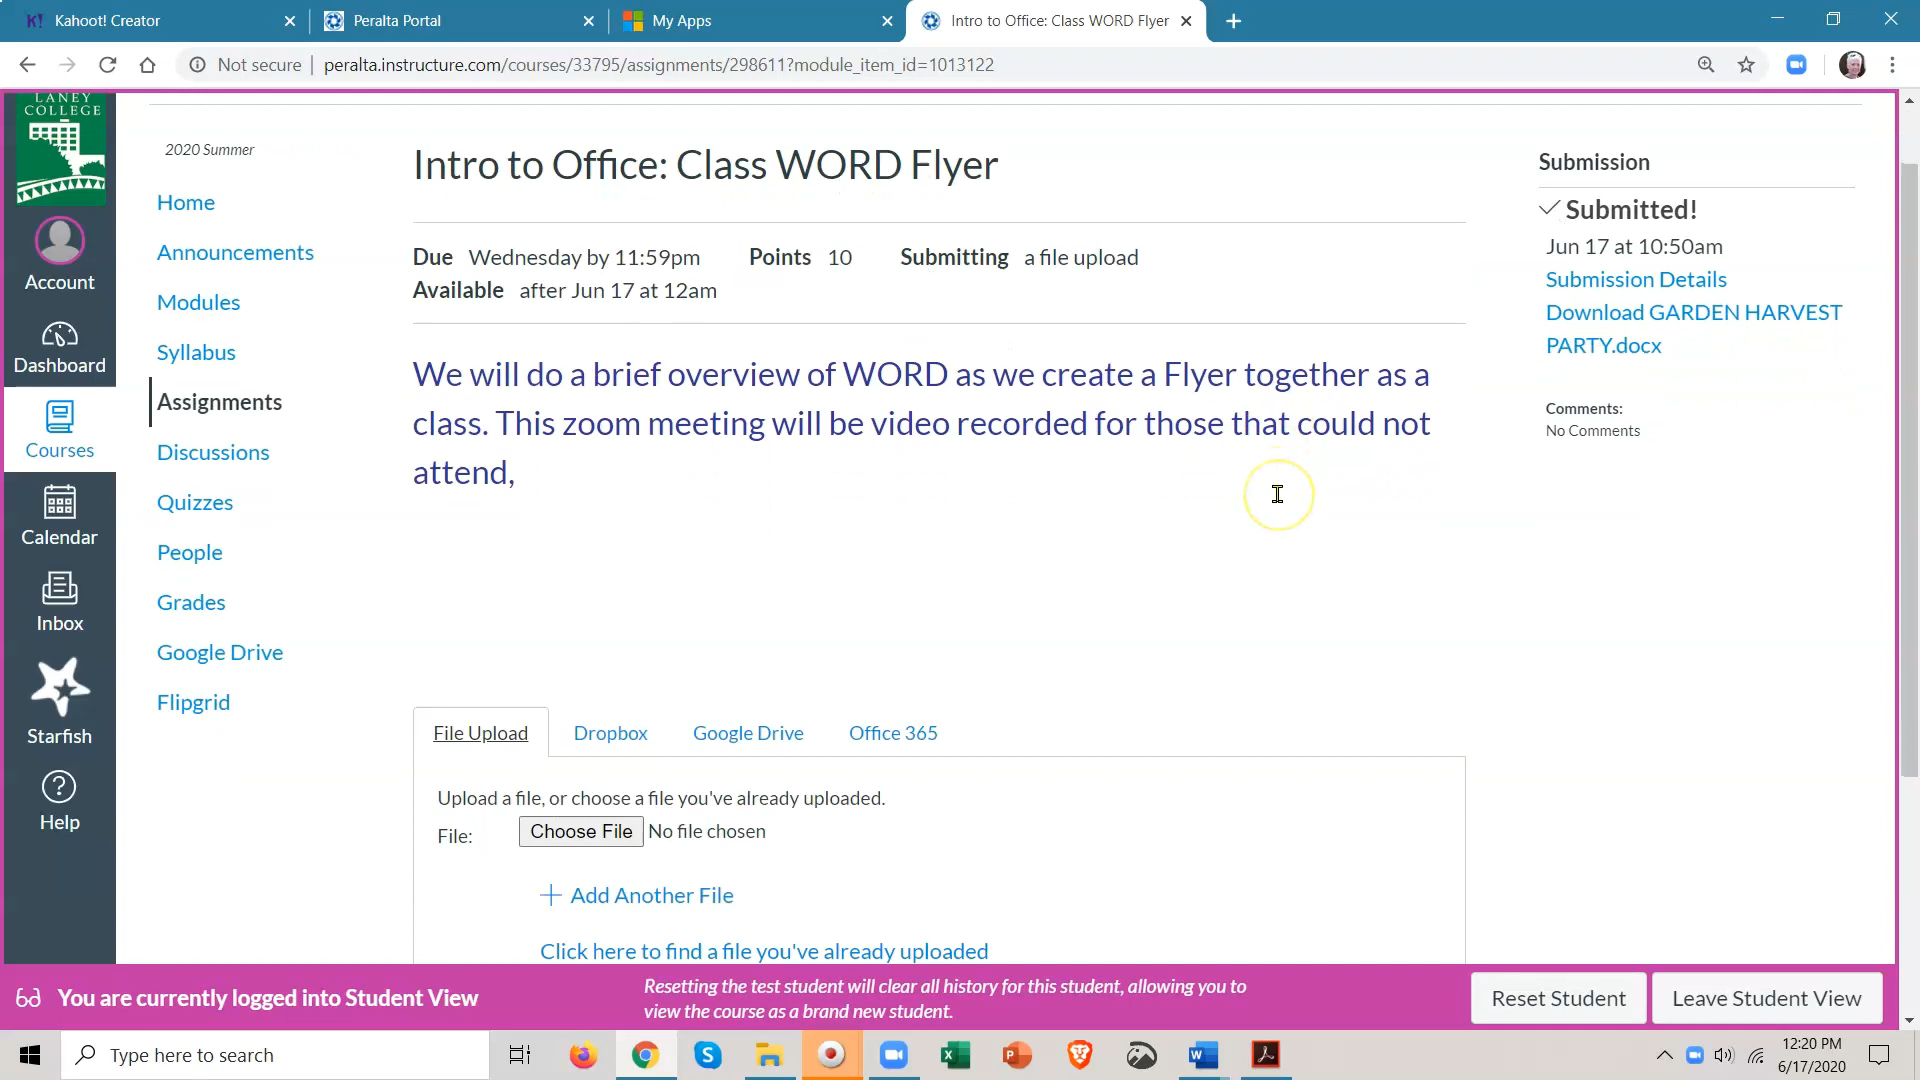 Kahoot! Creator
Peralta Portal
My Apps
Intro to Office: Class WORD Flyer
Not secure
peralta.instructure.com/courses/33795/assignments/298611?module_item_id=1013122
LANEY
COLLEGE
Account
Dashboard
Courses
Calendar
Inbox
Starfish
Help
2020 Summer
Home
Announcements
Modules
Syllabus
Assignments
Discussions
Quizzes
People
Grades
Google Drive
Flipgrid
Intro to Office: Class WORD Flyer
Due Wednesday by 11:59pm Points 10 Submitting a file upload
Available after Jun 17 at 12am
We will do a brief overview of WORD as we create a Flyer together as a
class. This zoom meeting will be video recorded for those that could not
attend,
File Upload Dropbox Google Drive Office 365
Upload a file, or choose a file you've already uploaded.
File: Choose File No file chosen
Add Another File
Click here to find a file you've already uploaded
Submission
Submitted!
Jun 17 at 10:50am
Submission Details
Download GARDEN HARVEST
PARTY.docx
Comments:
No Comments
You are currently logged into Student View
Resetting the test student will clear all history for this student, allowing you to
view the course as a brand new student.
Reset Student
Leave Student View
Type here to search
12:20 PM
6/17/2020